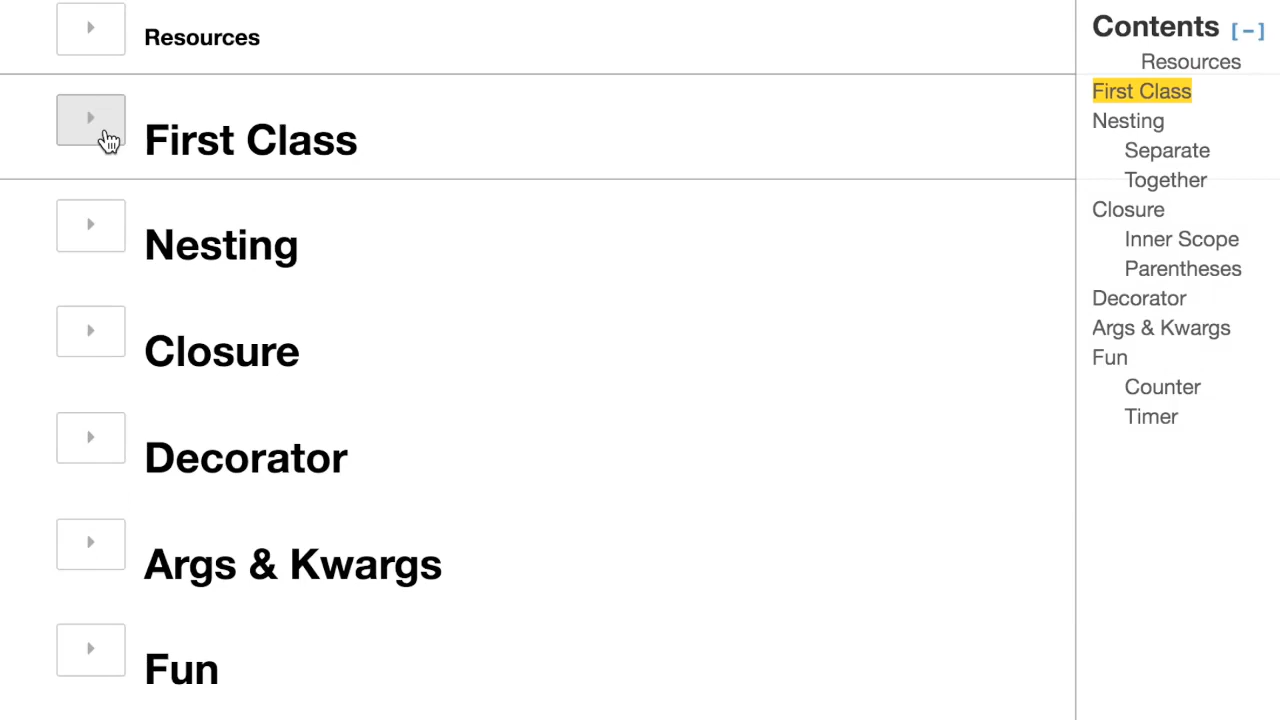 Resources
First Class
Nesting
Closure
Decorator
Args & Kwargs
Fun
Contents [-]
Resources
First Class
Nesting
Separate
Together
Closure
Inner Scope
Parentheses
Decorator
Args & Kwargs
Fun
Counter
Timer